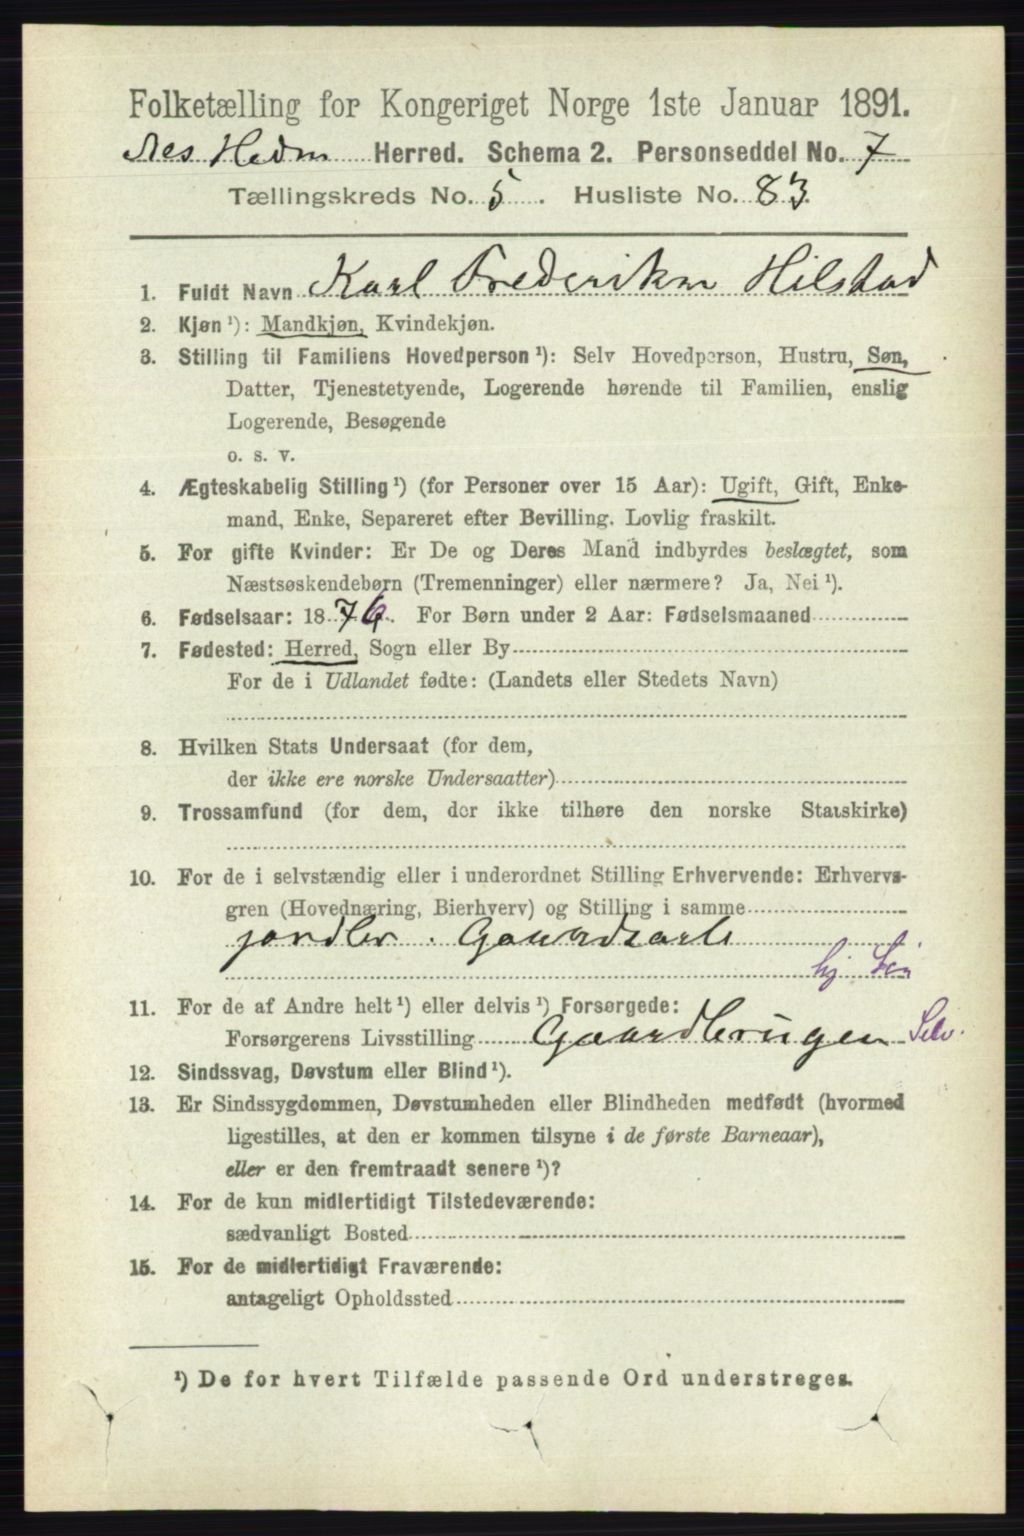 Folketælling for Kongeriget Norge 1ste Januar 1891.
Nes Hedm Herred. Schema 2. Personseddel No. 7
Tællingskreds No. 5. Husliste No. 83.
1. Fuldt Navn Karl Frederiksen Hilstad
2. Kjøn ¹): Mandkjøn, Kvindekjøn.
3. Stilling til Familiens Hovedperson ¹): Selv Hovedperson, Hustru, Søn,
Datter, Tjenestetyende, Logerende hørende til Familien, enslig
Logerende, Besøgende
o. s. v.
4. Ægteskabelig Stilling ¹) (for Personer over 15 Aar): Ugift, Gift, Enke-
mand, Enke, Separeret efter Bevilling. Lovlig fraskilt.
5. For gifte Kvinder: Er De og Deres Mand indbyrdes beslægtet, som
Næstsøskendebørn (Tremenninger) eller nærmere? Ja, Nei ¹).
6. Fødselsaar: 1876. For Børn under 2 Aar: Fødselsmaaned
7. Fødested: Herred, Sogn eller By
For de i Udlandet fødte: (Landets eller Stedets Navn)
8. Hvilken Stats Undersaat (for dem,
der ikke ere norske Undersaatter)
9. Trossamfund (for dem, der ikke tilhøre den norske Statskirke)
10. For de i selvstændig eller i underordnet Stilling Erhvervende: Erhvervs-
gren (Hovednæring, Bierhverv) og Stilling i samme
jordbr. Gaardsarb
hj. Søn
11. For de af Andre helt ¹) eller delvis ¹) Forsørgede:
Forsørgerens Livsstilling Gaardbruger Selv.
12. Sindssvag, Døvstum eller Blind ¹).
13. Er Sindssygdommen, Døvstumheden eller Blindheden medfødt (hvormed
ligestilles, at den er kommen tilsyne i de første Barneaar),
eller er den fremtraadt senere ¹)?
14. For de kun midlertidigt Tilstedeværende:
sædvanligt Bosted
15. For de midlertidigt Fraværende:
antageligt Opholdssted
¹) De for hvert Tilfælde passende Ord understreges.